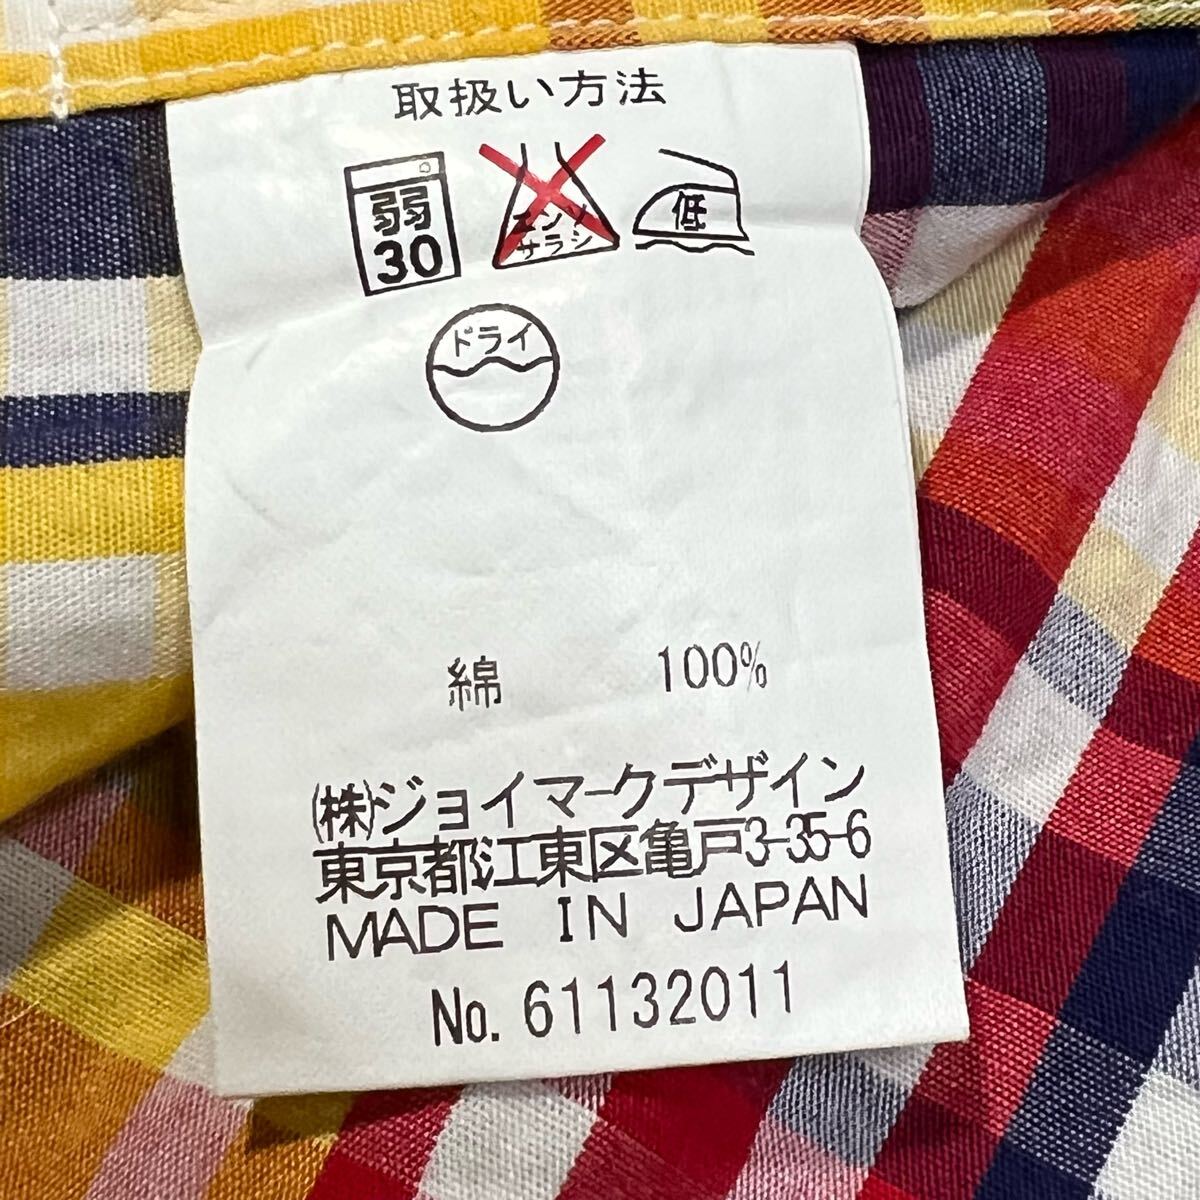 取扱い方法
弱
30
エンソ
サラシ
低
ドライ
綿 100%
(株)ジョイマークデザイン
東京都江東区亀戸3-35-6
MADE IN JAPAN
No. 61132011